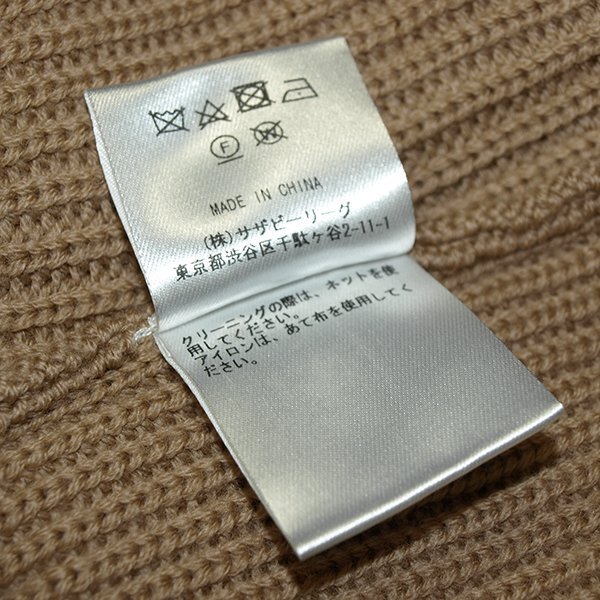 F W
MADE IN CHINA
(株)サザビーリーグ
東京都渋谷区千駄ケ谷2-11-1
クリーニングの際は、ネットを使
用してください。
アイロンは、あて布を使用してく
ださい。